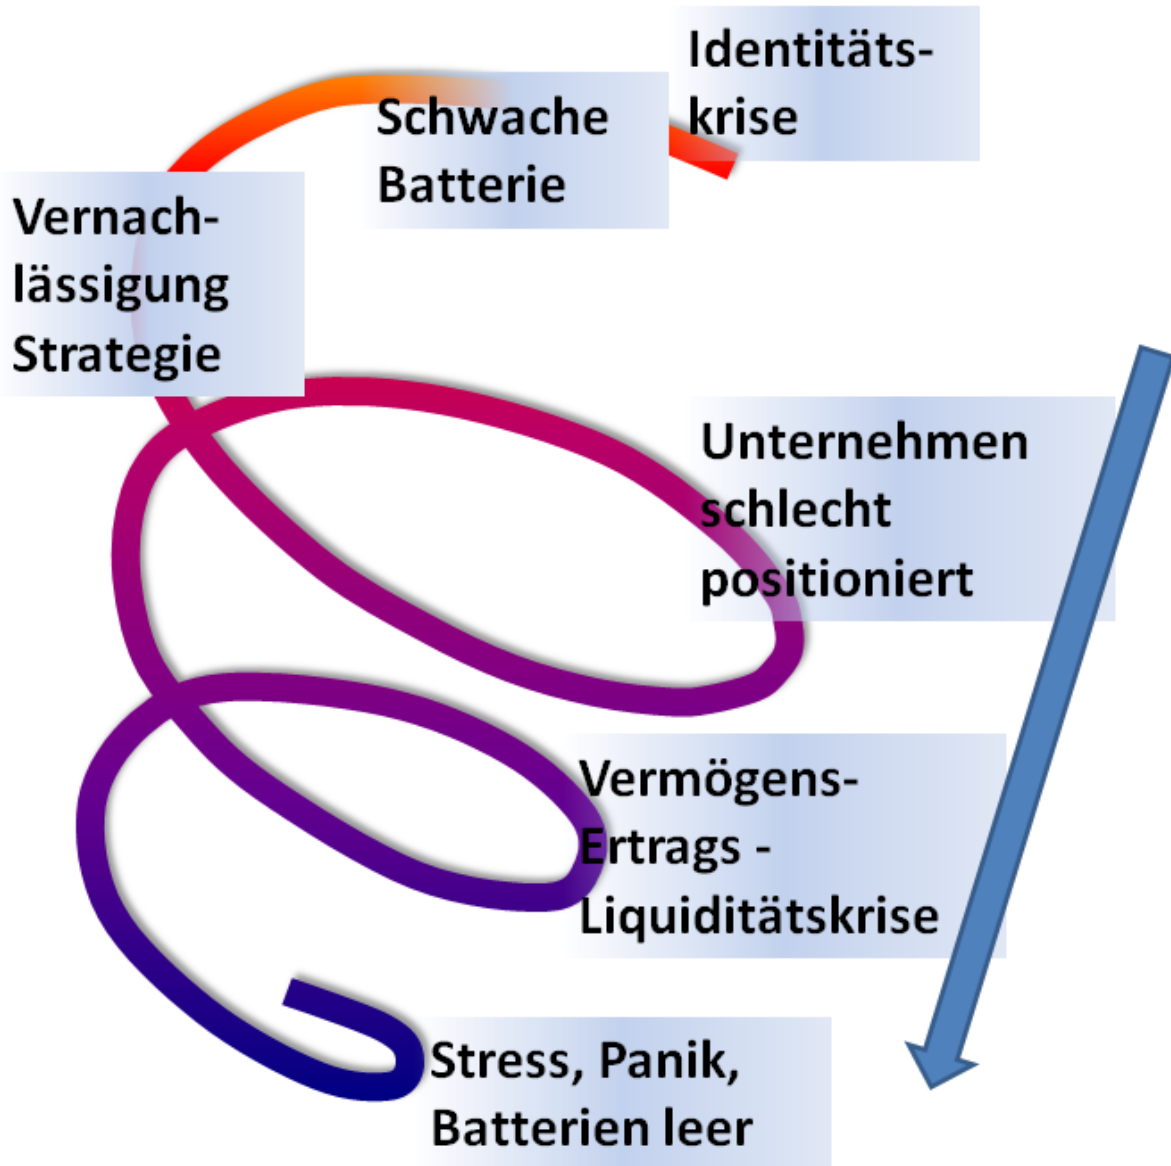 Identitäts-
krise
Schwache
Batterie
Vernach-
lässigung
Strategie
Unternehmen
schlecht
positioniert
Vermögens-
Ertrags -
Liquiditätskrise
Stress, Panik,
Batterien leer